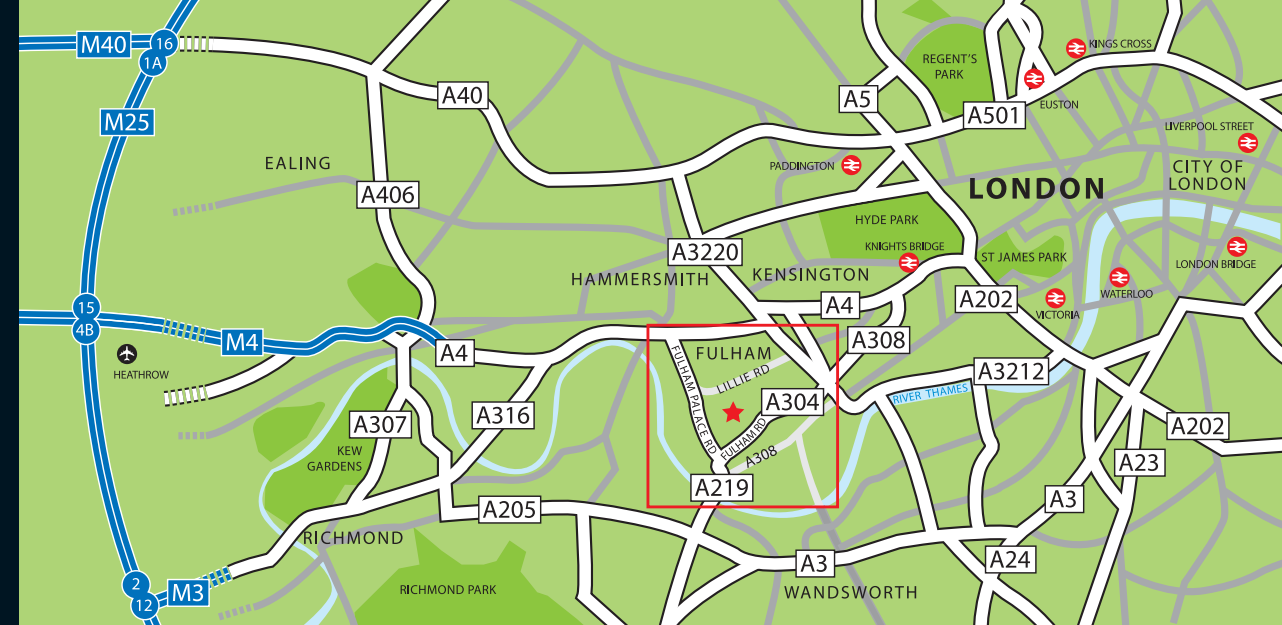 M40
16
1A
M25
A40
A5
REGENT'S
PARK
KINGS CROSS
EUSTON
A501
LIVERPOOL STREET
EALING
PADDINGTON
CITY OF
LONDON
LONDON
A406
HYDE PARK
A3220
KNIGHTS BRIDGE
ST JAMES PARK
LONDON BRIDGE
HAMMERSMITH
KENSINGTON
WATERLOO
A4
A202
VICTORIA
15
4B
M4
HEATHROW
A4
FULHAM
A308
LILLIE RD
A3212
RIVER THAMES
FULHAM PALACE RD
A304
A316
A307
FULHAM RD
A308
A202
KEW
GARDENS
A219
A23
A3
A205
RICHMOND
A3
A24
2
12
M3
RICHMOND PARK
WANDSWORTH